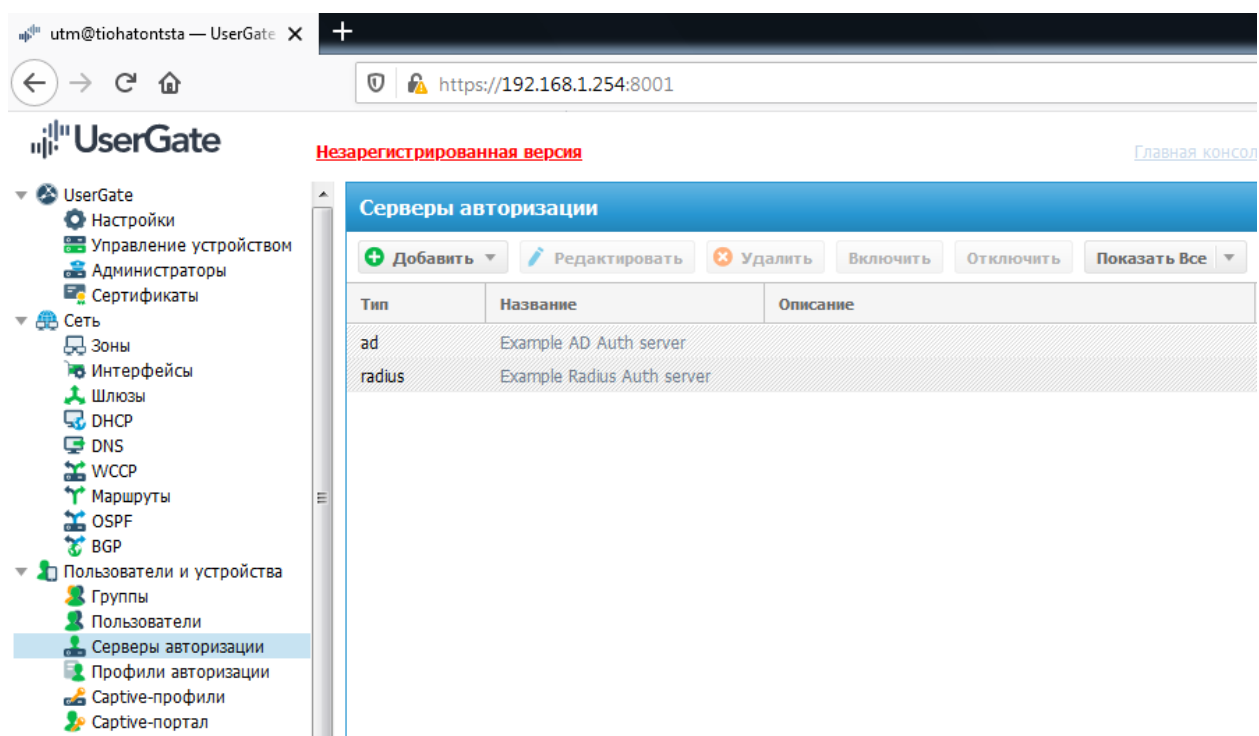 utm@tiohatontsta — UserGate
https://192.168.1.254:8001
UserGate
Незарегистрированная версия
Главная консол
UserGate
Настройки
Управление устройством
Администраторы
Сертификаты
Сеть
Зоны
Интерфейсы
Шлюзы
DHCP
DNS
WCCP
Маршруты
OSPF
BGP
Пользователи и устройства
Группы
Пользователи
Серверы авторизации
Профили авторизации
Captive-профили
Captive-портал
Серверы авторизации
Добавить Редактировать Удалить Включить Отключить Показать Все
Тип Название Описание
ad Example AD Auth server
radius Example Radius Auth server